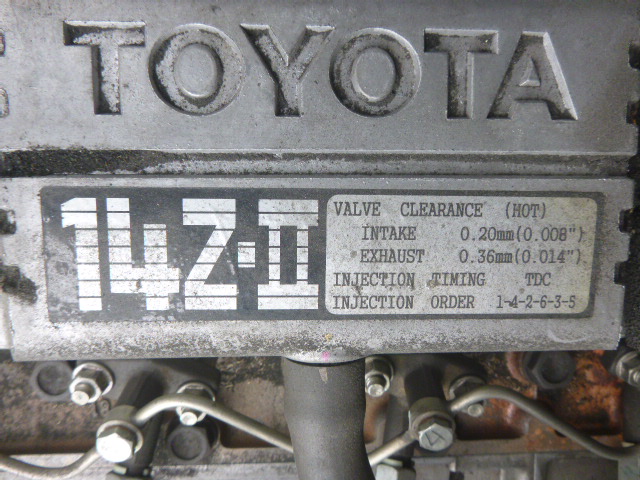 TOYOTA
14Z-II
VALVE CLEARANCE (HOT)
INTAKE 0.20mm(0.008")
EXHAUST 0.36mm(0.014")
INJECTION TIMING TDC
INJECTION ORDER 1-4-2-6-3-5